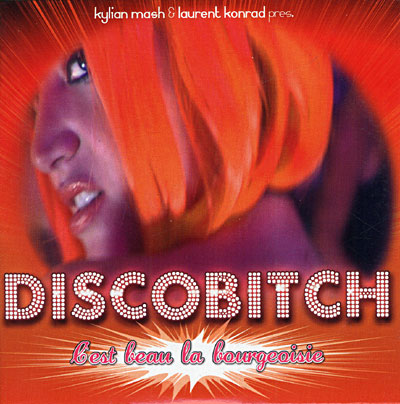 kylian mash & laurent konrad pres.
DISCOBITCH
C'est beau la bourgeoisie